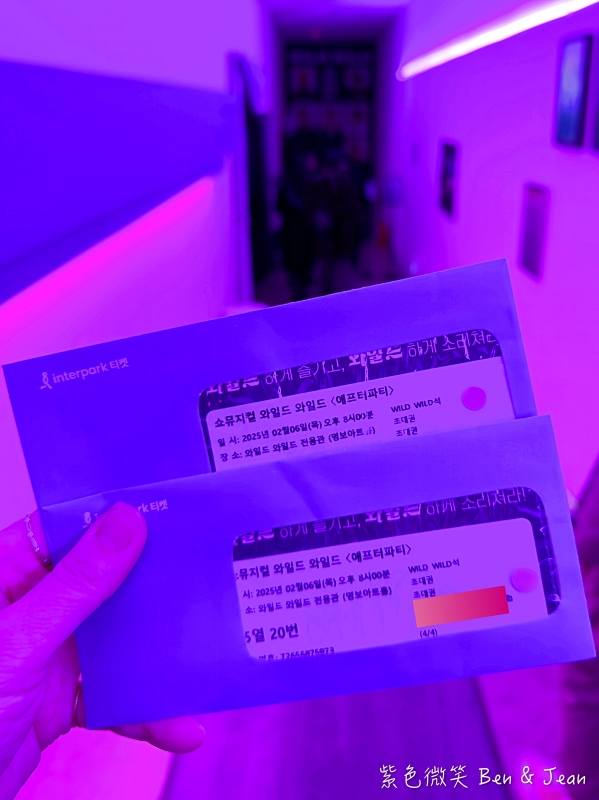 interpark 티켓
와일드하게 즐기고, 와일드하게 소리쳐라
쇼뮤지컬 와일드 와일드 〈애프터파티〉
일 시: 2025년 02월06일(목) 오후 8시00분
장 소: 와일드 와일드 전용관 (명보아트
WILD WILD석
초대권
초대권
interpark 티켓
하게 즐기고, 와일드하게 소리쳐라!
뮤지컬 와일드 와일드 〈애프터파티〉
시: 2025년 02월06일(목) 오후 8시00분
소: 와일드 와일드 전용관 (명보아트홀)
5열 20번
WILD WILD석
초대권
초대권
(4/4)
紫色微笑 Ben & Jean